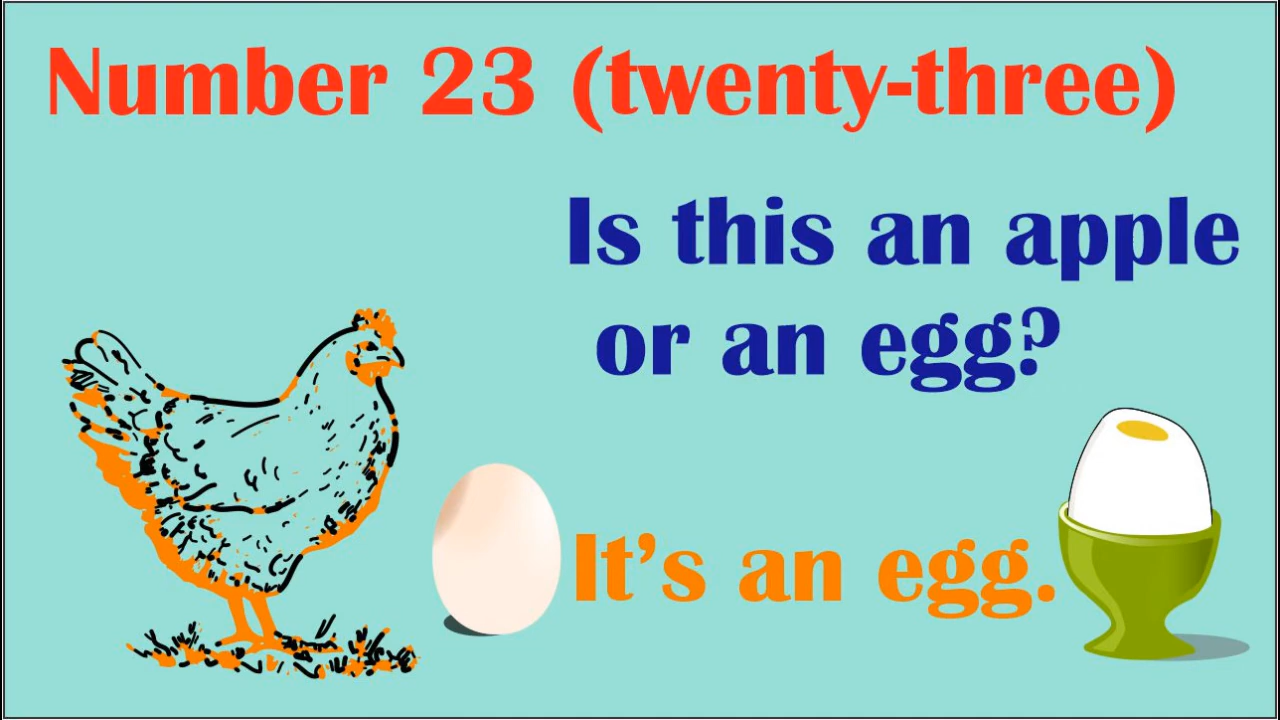 Number 23 (twenty-three)
Is this an apple
or an egg?
It’s an egg.